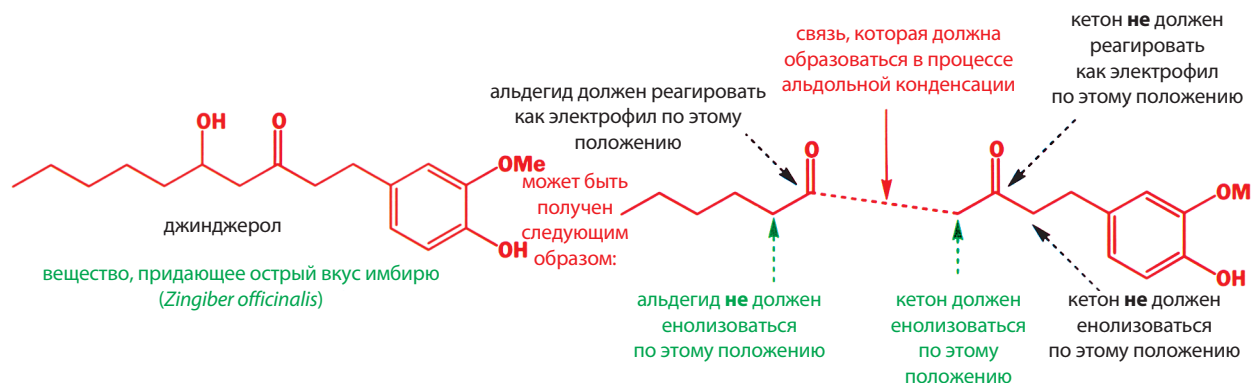 связь, которая должна
образоваться в процессе
альдольной конденсации
кетон не должен
реагировать
как электрофил
по этому положению
альдегид должен реагировать
как электрофил по этому
положению
OH
O
OMe
OH
джинджерол
вещество, придающее острый вкус имбирю
(Zingiber officinalis)
может быть
получен
следующим
образом:
O
O
OM
OH
альдегид не должен
енолизоваться
по этому положению
кетон должен
енолизоваться
по этому
положению
кетон не должен
енолизоваться
по этому положению